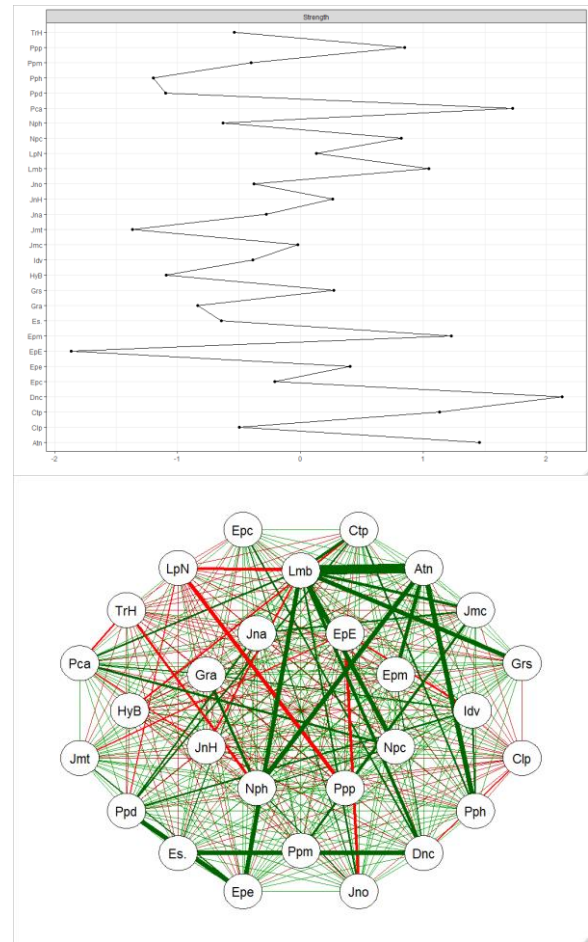 Strength
TrH
Ppp
Ppm
Pph
Ppd
Pca
Nph
Npc
LpN
Lmb
Jno
JnH
Jna
Jmt
Jmc
Idv
HyB
Grs
Gra
Es.
Epm
EpE
Epe
Epc
Dnc
Ctp
Clp
Atn
-2 -1 0 1 2
Epc Ctp
LpN Lmb Atn
TrH Jmc
Jna EpE
Pca Gra Epm Grs
HyB Idv
Jmt JnH Npc Clp
Nph Ppp
Ppd Pph
Es. Ppm Dnc
Epe Jno